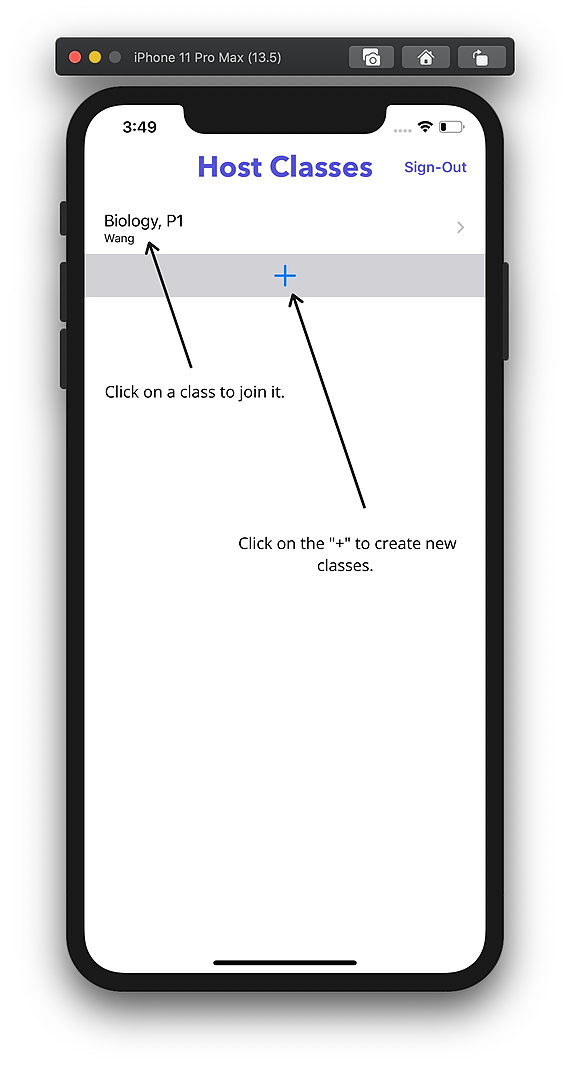 iPhone 11 Pro Max (13.5)
3:49
Host Classes
Sign-Out
Biology, P1
Wang
Click on a class to join it.
Click on the "+" to create new
classes.